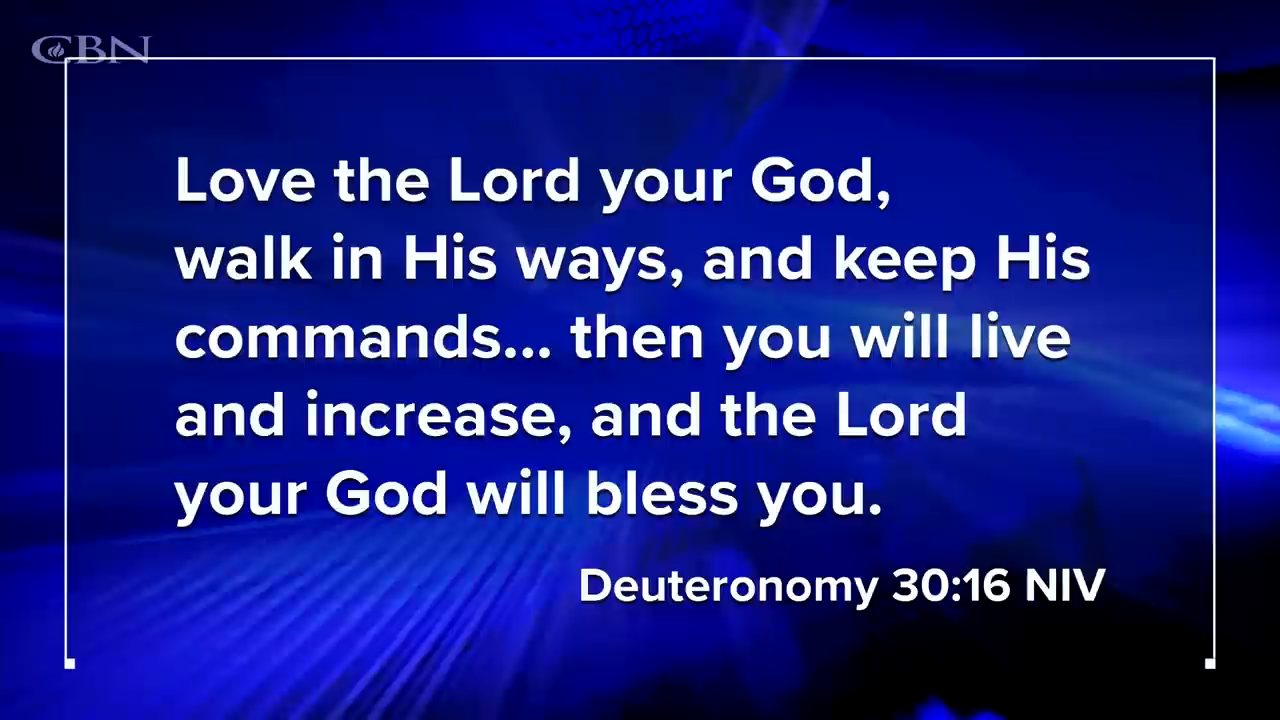 CBN
Love the Lord your God,
walk in His ways, and keep His
commands... then you will live
and increase, and the Lord
your God will bless you.
Deuteronomy 30:16 NIV